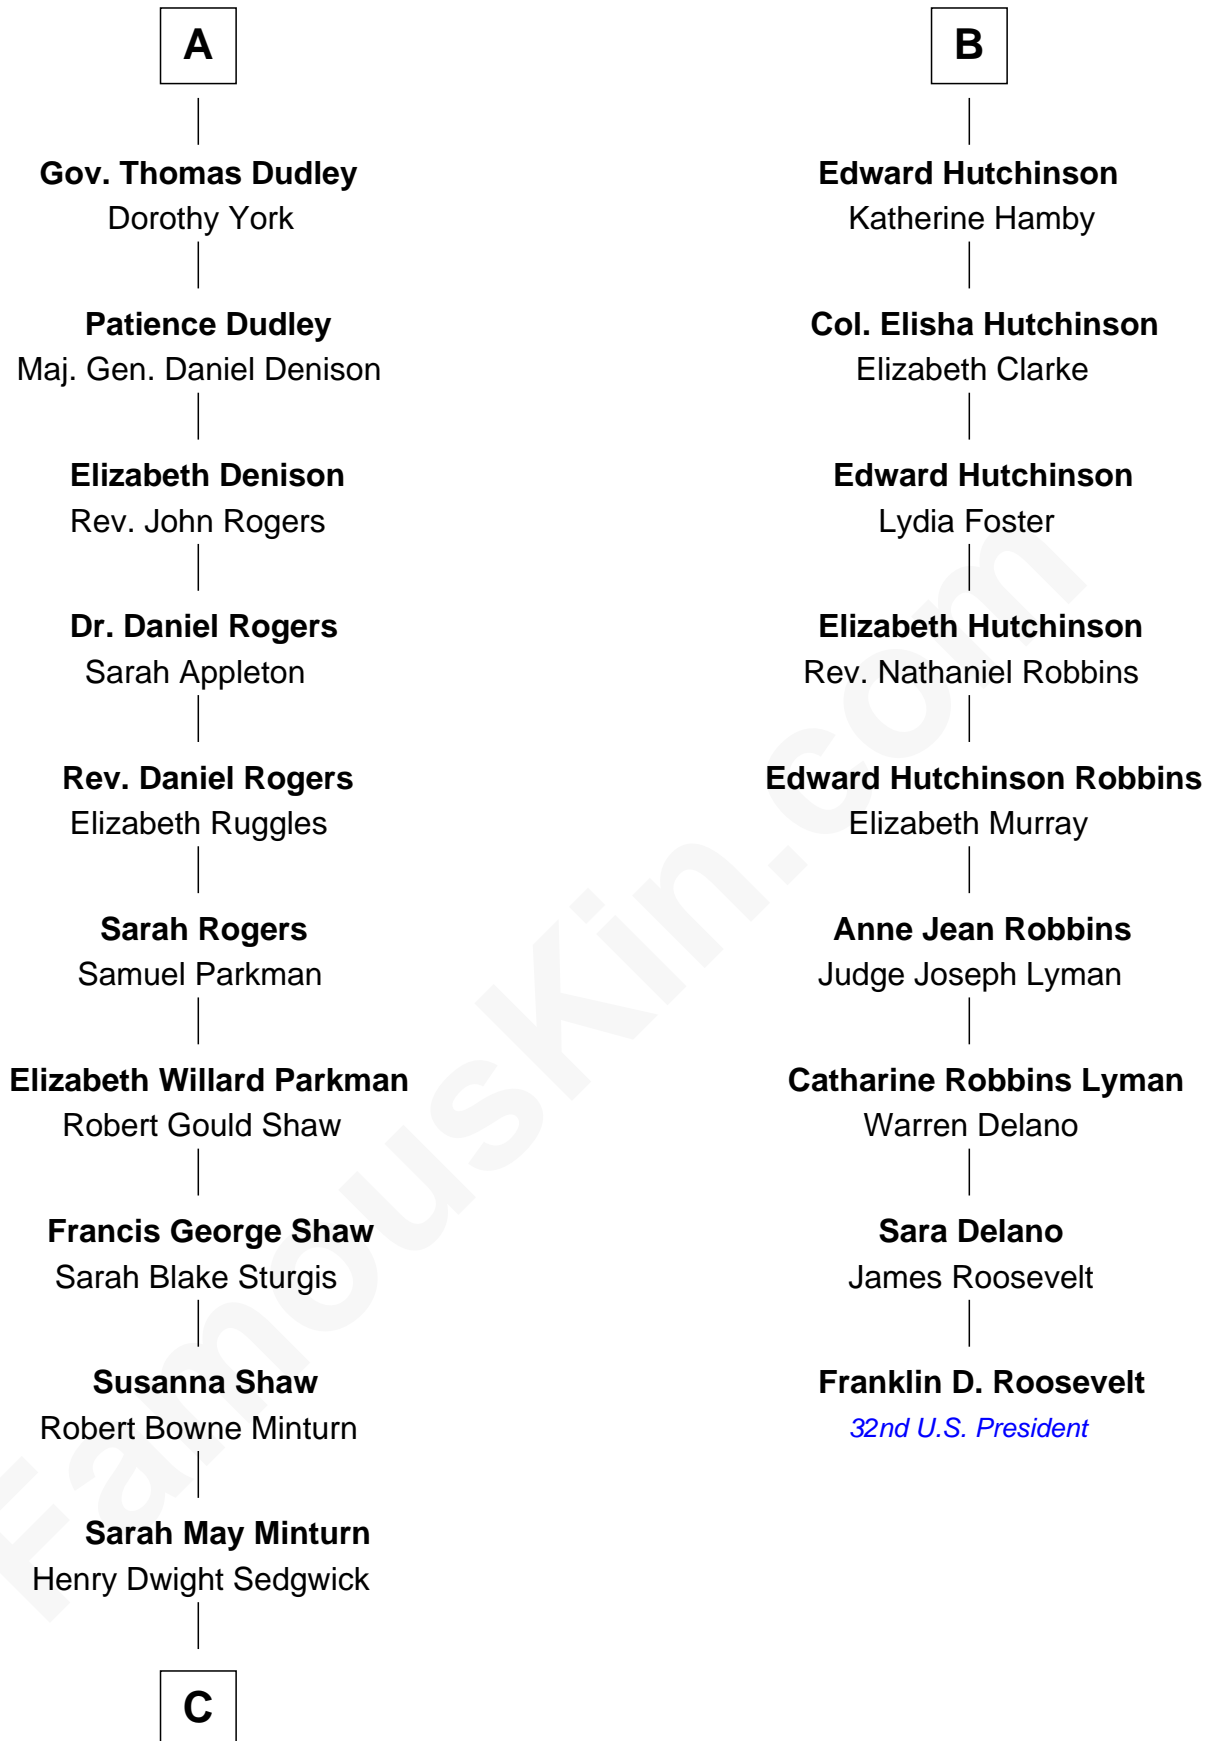 A
Gov. Thomas Dudley
Dorothy York
Patience Dudley
Maj. Gen. Daniel Denison
Elizabeth Denison
Rev. John Rogers
Dr. Daniel Rogers
Sarah Appleton
Rev. Daniel Rogers
Elizabeth Ruggles
Sarah Rogers
Samuel Parkman
Elizabeth Willard Parkman
Robert Gould Shaw
Francis George Shaw
Sarah Blake Sturgis
Susanna Shaw
Robert Bowne Minturn
Sarah May Minturn
Henry Dwight Sedgwick
C
B
Edward Hutchinson
Katherine Hamby
Col. Elisha Hutchinson
Elizabeth Clarke
Edward Hutchinson
Lydia Foster
Elizabeth Hutchinson
Rev. Nathaniel Robbins
Edward Hutchinson Robbins
Elizabeth Murray
Anne Jean Robbins
Judge Joseph Lyman
Catharine Robbins Lyman
Warren Delano
Sara Delano
James Roosevelt
Franklin D. Roosevelt
32nd U.S. President
FamousKin.com